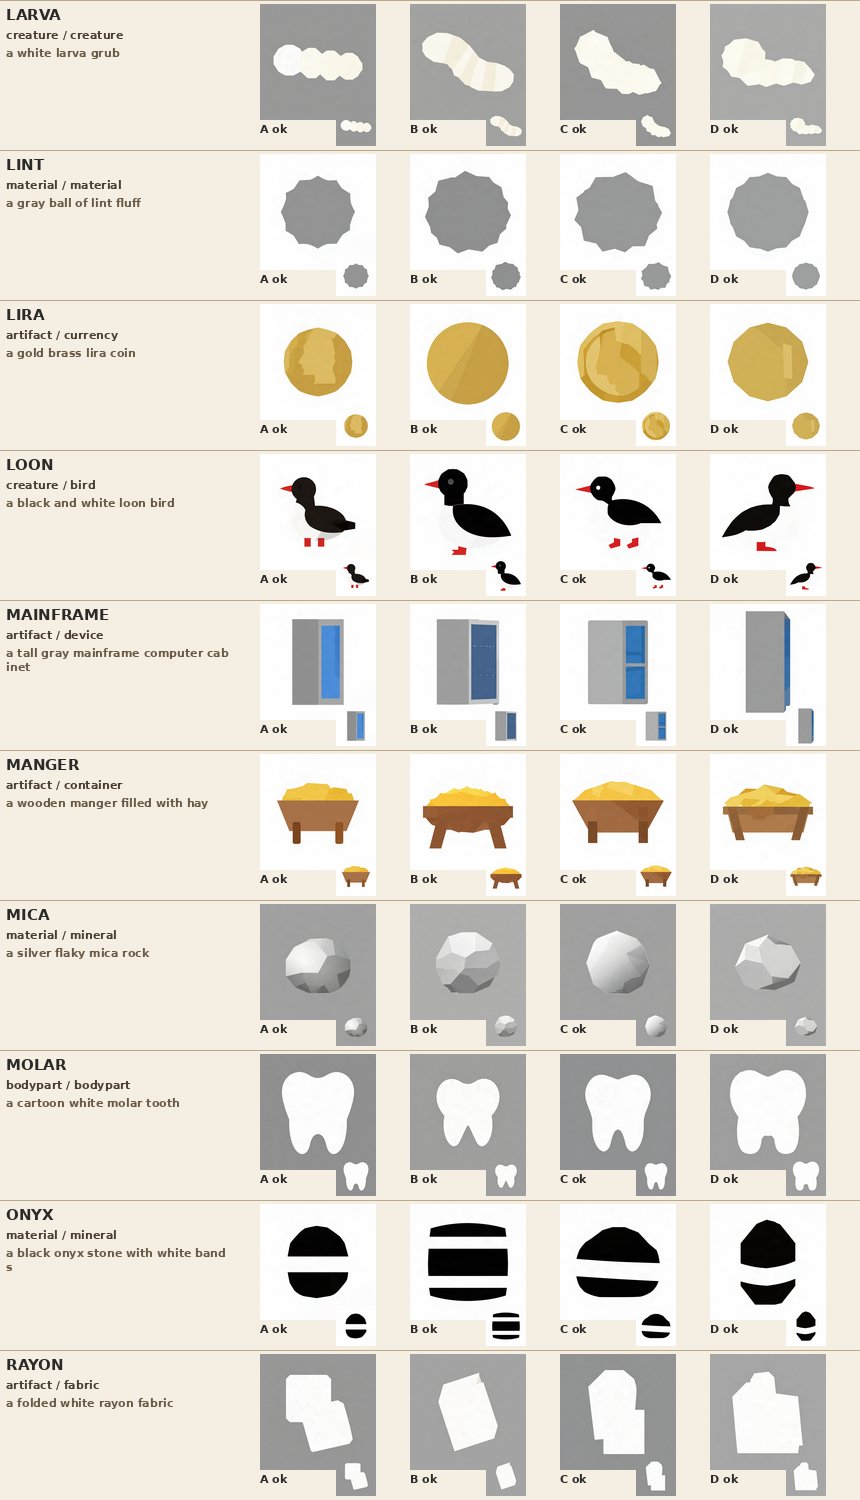 LARVA
creature / creature
a white larva grub
A ok
B ok
C ok
D ok
LINT
material / material
a gray ball of lint fluff
A ok
B ok
C ok
D ok
LIRA
artifact / currency
a gold brass lira coin
A ok
B ok
C ok
D ok
LOON
creature / bird
a black and white loon bird
A ok
B ok
C ok
D ok
MAINFRAME
artifact / device
a tall gray mainframe computer cab
inet
A ok
B ok
C ok
D ok
MANGER
artifact / container
a wooden manger filled with hay
A ok
B ok
C ok
D ok
MICA
material / mineral
a silver flaky mica rock
A ok
B ok
C ok
D ok
MOLAR
bodypart / bodypart
a cartoon white molar tooth
A ok
B ok
C ok
D ok
ONYX
material / mineral
a black onyx stone with white band
s
A ok
B ok
C ok
D ok
RAYON
artifact / fabric
a folded white rayon fabric
A ok
B ok
C ok
D ok